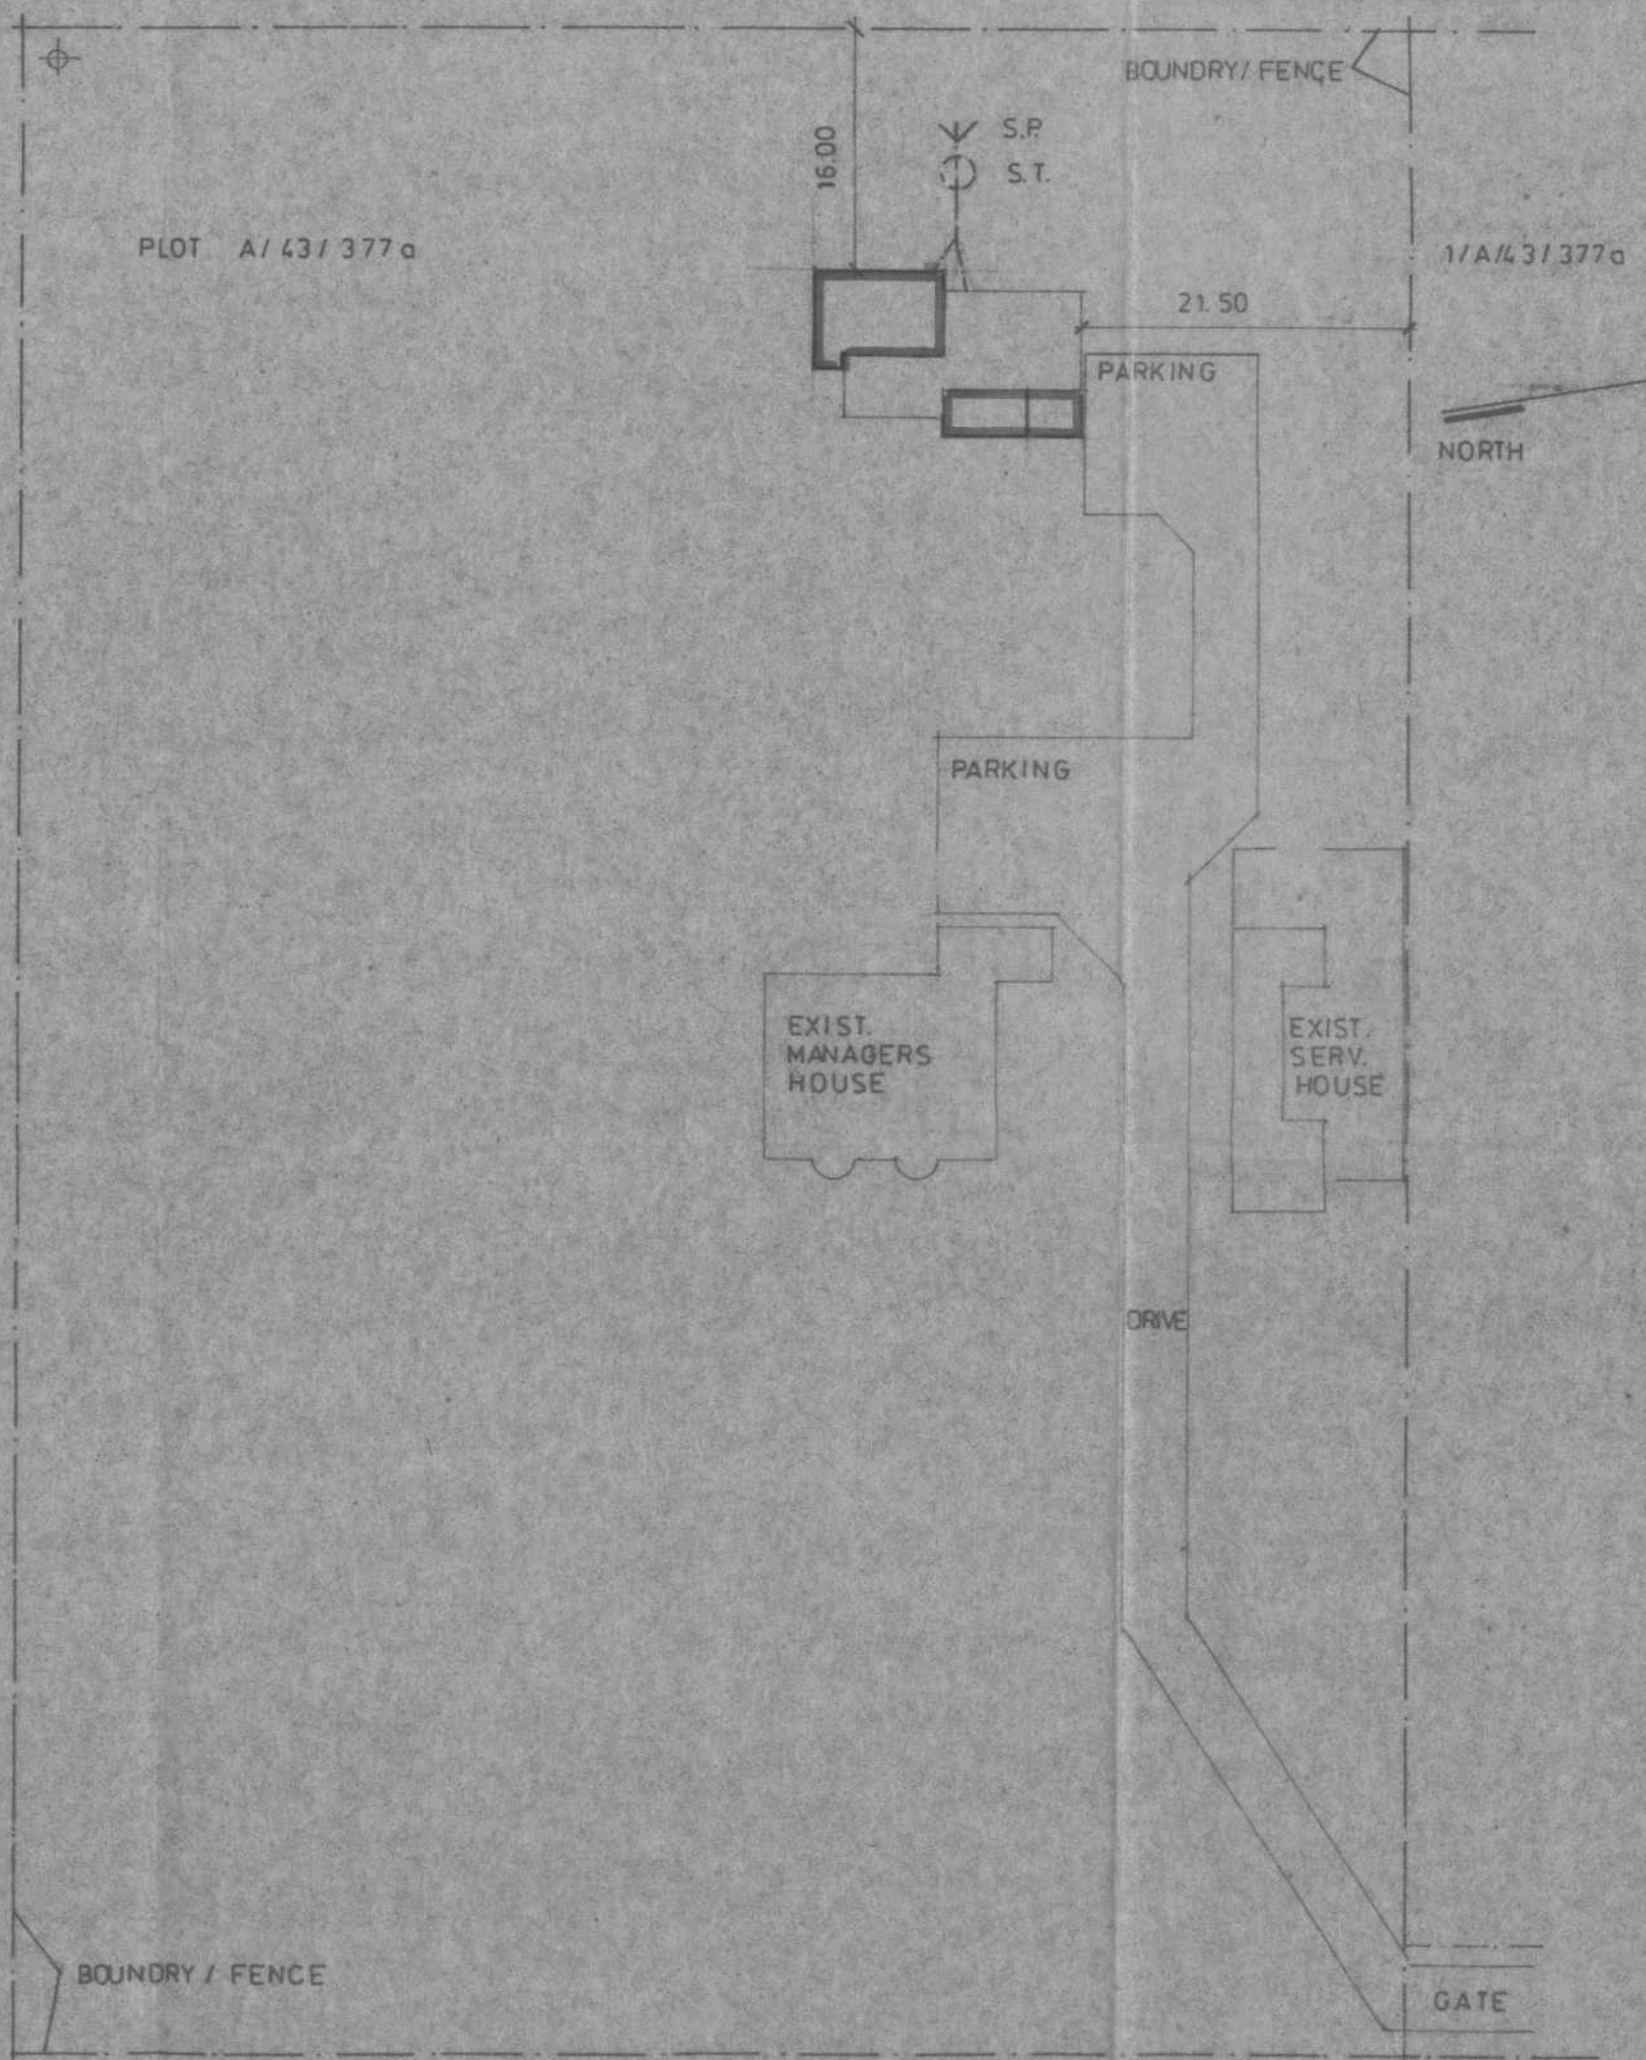 BOUNDRY/ FENCE
16.00
S.P.
S.T.
PLOT A/ 43/ 377a
1/A/43/377a
21.50
PARKING
NORTH
PARKING
EXIST.
MANAGERS
HOUSE
EXIST.
SERV.
HOUSE
DRIVE
BOUNDRY / FENCE
GATE